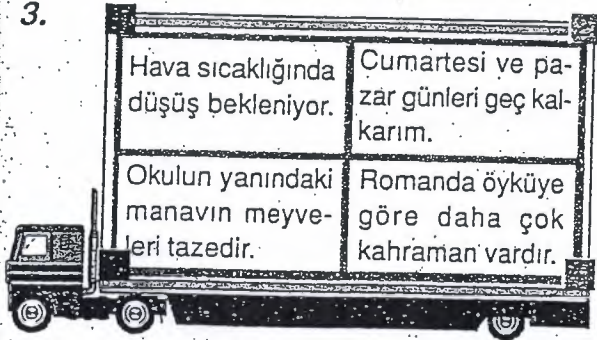 3.
Hava sıcaklığında
düşüş bekleniyor.
Cumartesi ve pa-
zar günleri geç kal-
karım.
Okulun yanındaki
manavın meyve-
leri tazedir.
Romanda öyküye
göre daha çok
kahraman vardır.